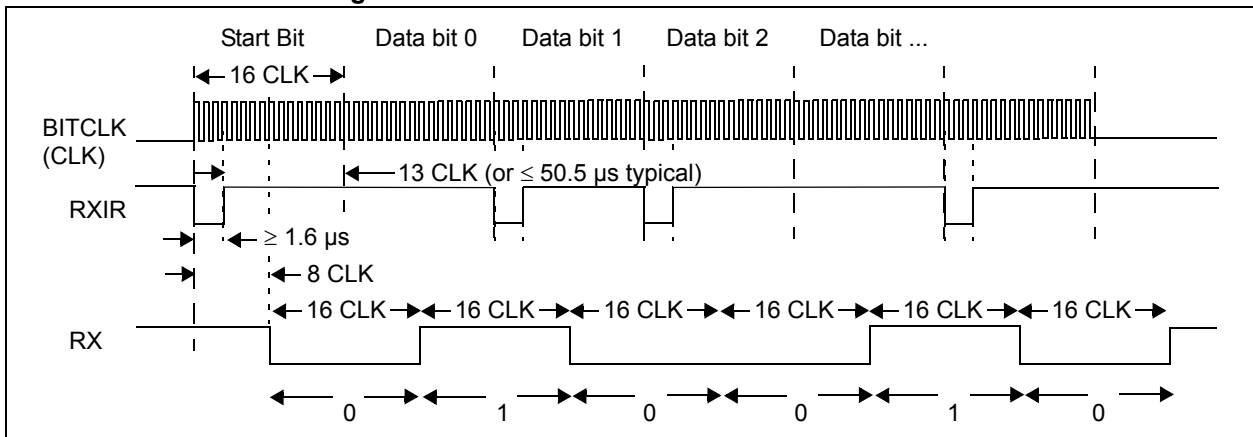 Start Bit Data bit 0 Data bit 1 Data bit 2 Data bit ...
16 CLK
BITCLK
(CLK)
13 CLK (or ≤ 50.5 µs typical)
RXIR
≥ 1.6 µs
8 CLK
16 CLK 16 CLK 16 CLK 16 CLK 16 CLK 16 CLK
RX
0 1 0 0 1 0